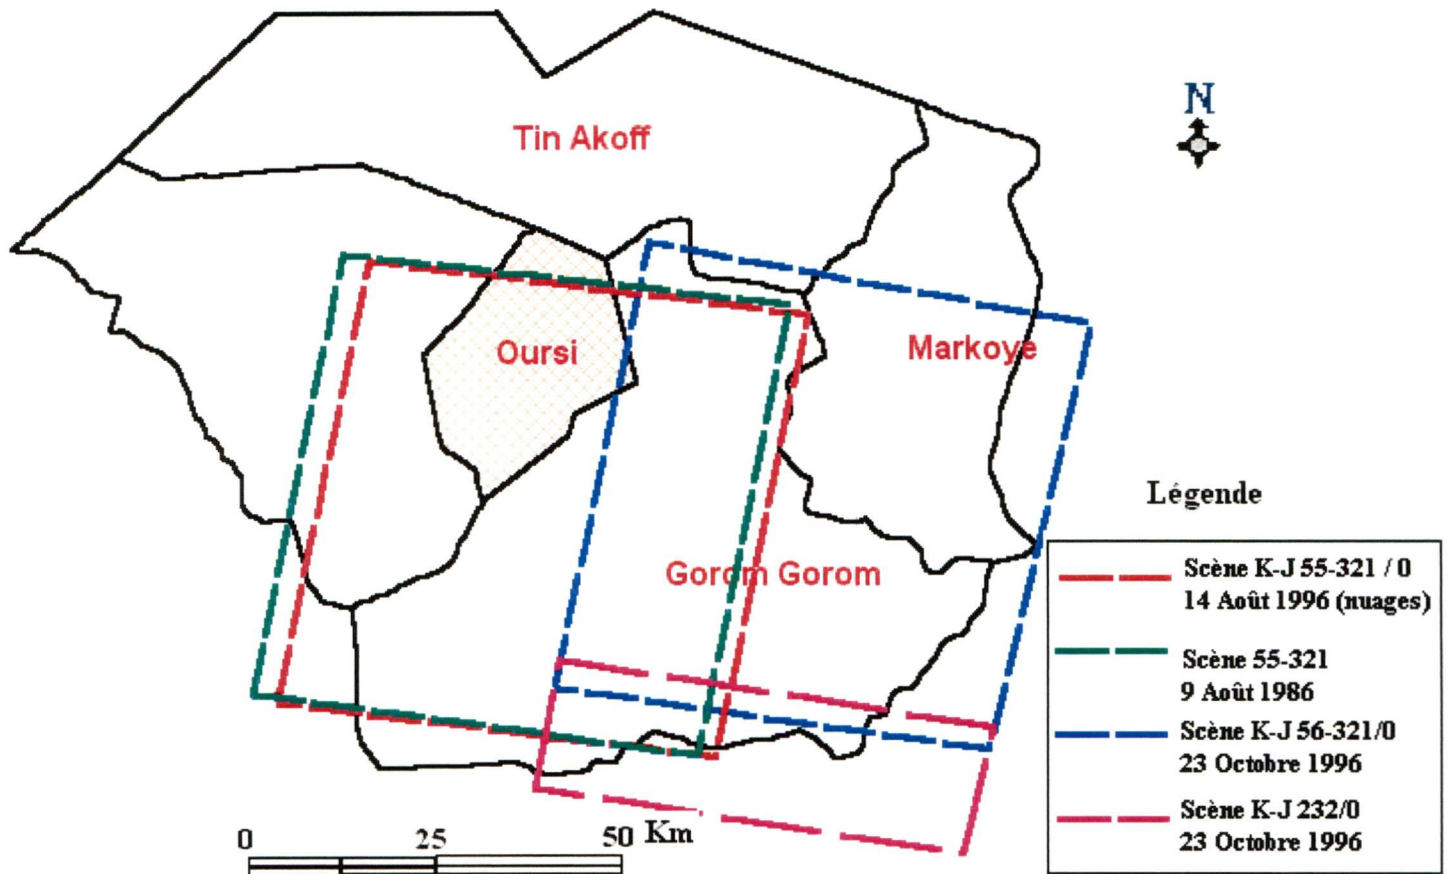 N
Tin Akoff
Oursi
Markoye
Gorom Gorom
Légende
Scène K-J 55-321 / 0
14 Août 1996 (nuages)
Scène 55-321
9 Août 1986
Scène K-J 56-321/0
23 Octobre 1996
Scène K-J 232/0
23 Octobre 1996
0 25 50 Km